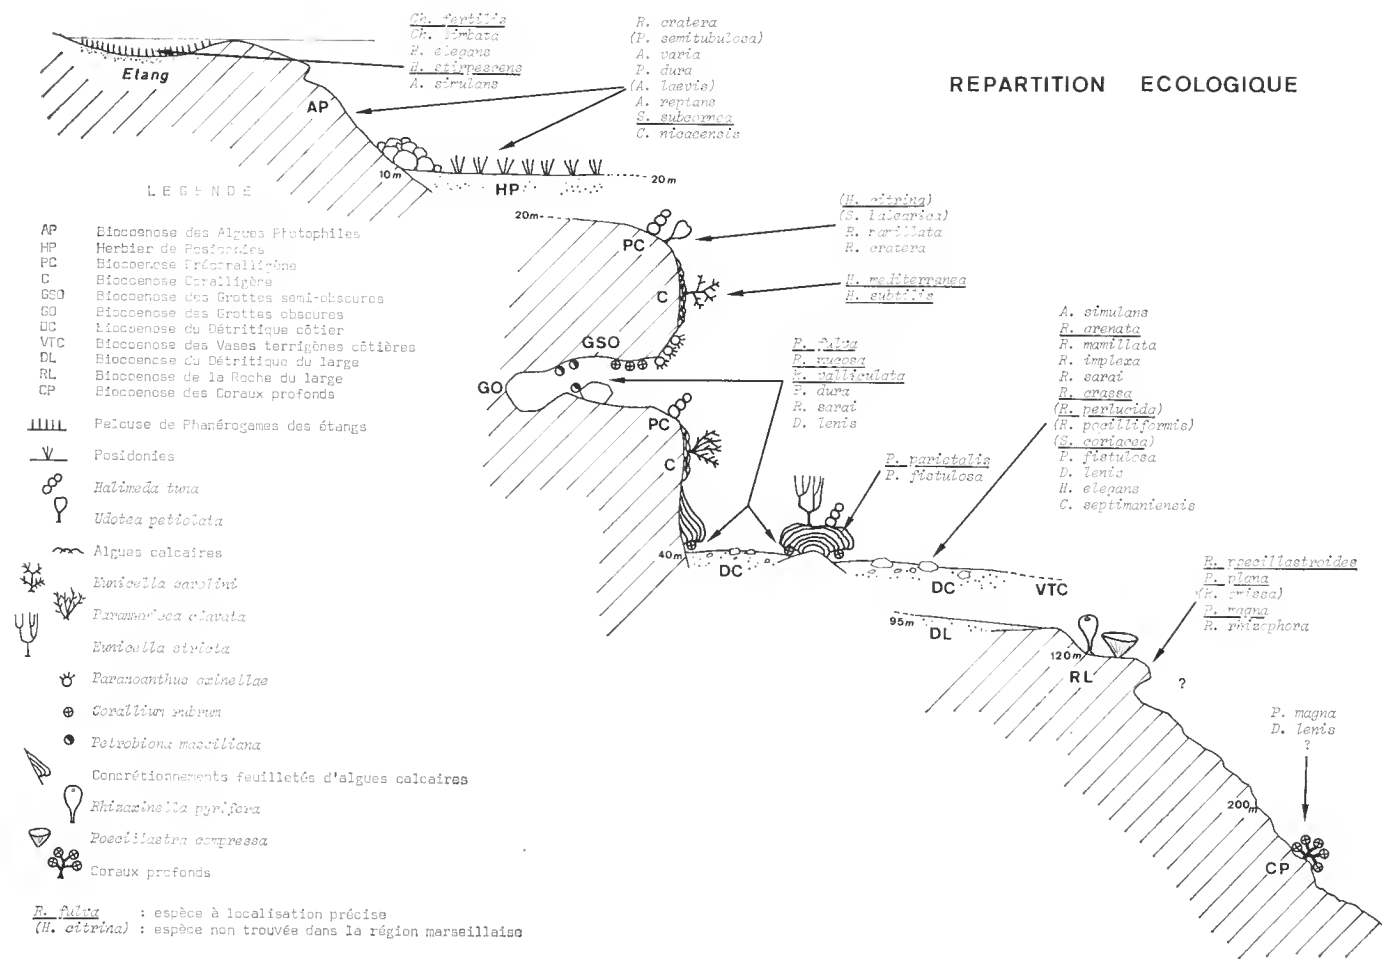 REPARTITION ECOLOGIQUE
Ch. fertilis
Ch. limbata
R. elegans
H. stirpescens
A. simulans
R. cratera
(P. semitubulosa)
A. varia
P. dura
(A. laevis)
A. reptans
S. subcornea
C. nicaeensis
Etang
AP
10m
HP
20m
LEGENDE
AP Biocoenose des Algues Photophiles
HP Herbier de Posidonies
PC Biocoenose Précoralligène
C Biocoenose Coralligène
GSO Biocoenose des Grottes semi-obscures
GO Biocoenose des Grottes obscures
DC Biocoenose du Détritique côtier
VTC Biocoenose des Vases terrigènes côtières
DL Biocoenose du Détritique du large
RL Biocoenose de la Roche du large
CP Biocoenose des Coraux profonds
Pelouse de Phanérogames des étangs
Posidonies
Halimeda tuna
Udotea petiolata
Algues calcaires
Eunicella cavolini
Paramuricea clavata
Eunicella stricta
Parazoanthus axinellae
Corallium rubrum
Petrobiona massiliana
Concrétionnements feuilletés d'algues calcaires
Rhizaxinella pyrifera
Poecillastra compressa
Coraux profonds
R. fulva : espèce à localisation précise
(H. citrina) : espèce non trouvée dans la région marseillaise
20m
PC
C
GSO
GO
PC
C
40m
(H. citrina)
(S. balearica)
R. mamillata
R. cratera
H. mediterranea
H. subtilis
R. fulva
R. rugosa
valliculata
P. dura
R. sarai
D. lenis
P. parietalis
P. fistulosa
A. simulans
R. arenata
R. mamillata
R. implexa
R. sarai
R. crassa
(R. perlucida)
(R. pocilliformis)
(S. coriacea)
P. fistulosa
D. lenis
H. elegans
C. septimaniensis
DC
DC
VTC
95m
DL
120m
RL
R. poecillastroides
P. plana
P. magna
R. rhizophora
?
P. magna
D. lenis
?
200m
CP